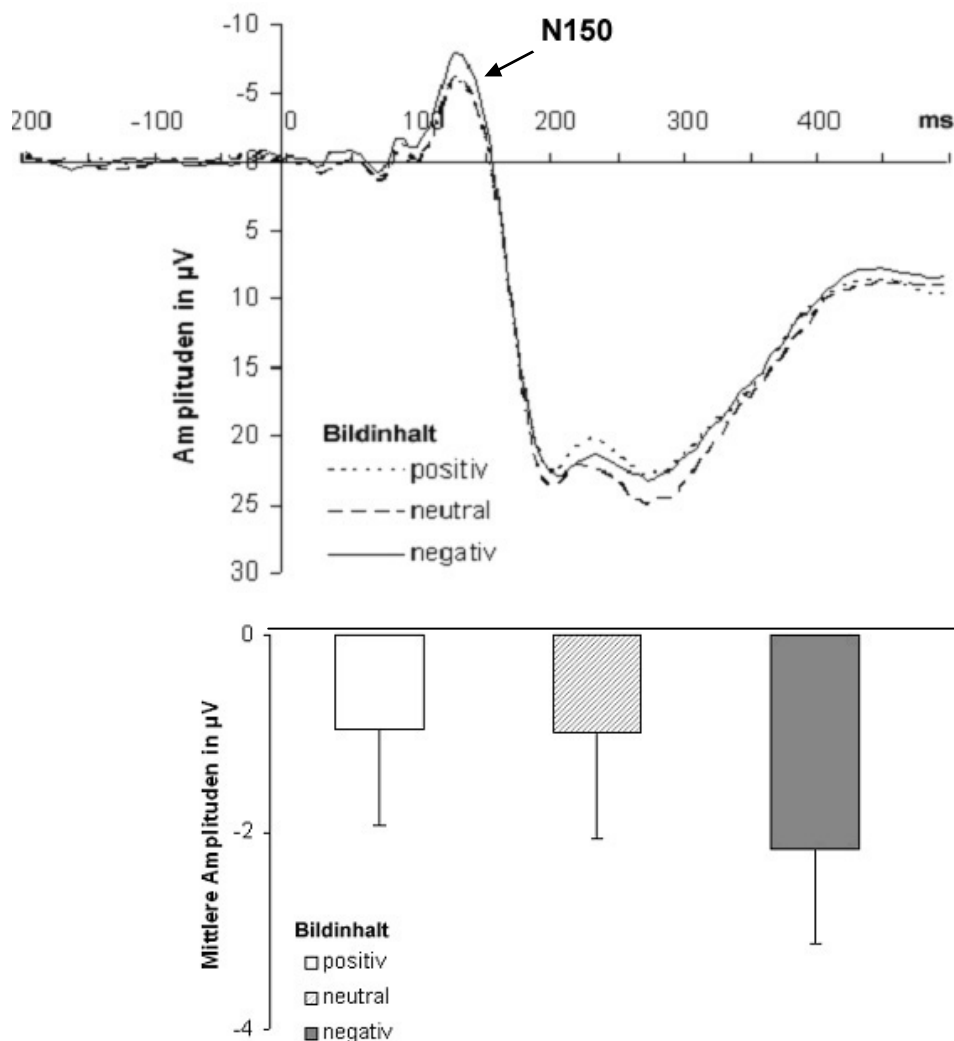 N150
-10
-5
200 -100 0 100 200 300 400 ms
0
5
10
15
20
25
30
Amplituden in µV
Bildinhalt
positiv
neutral
negativ
0
-2
-4
Mittlere Amplituden in µV
Bildinhalt
positiv
neutral
negativ